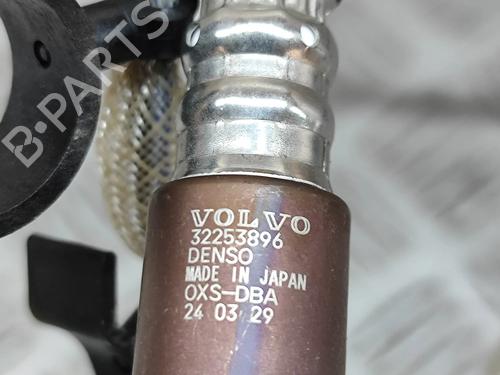 B-PARTS
VOLVO
32253896
DENSO
MADE IN JAPAN
OXS-DBA
24 03 29